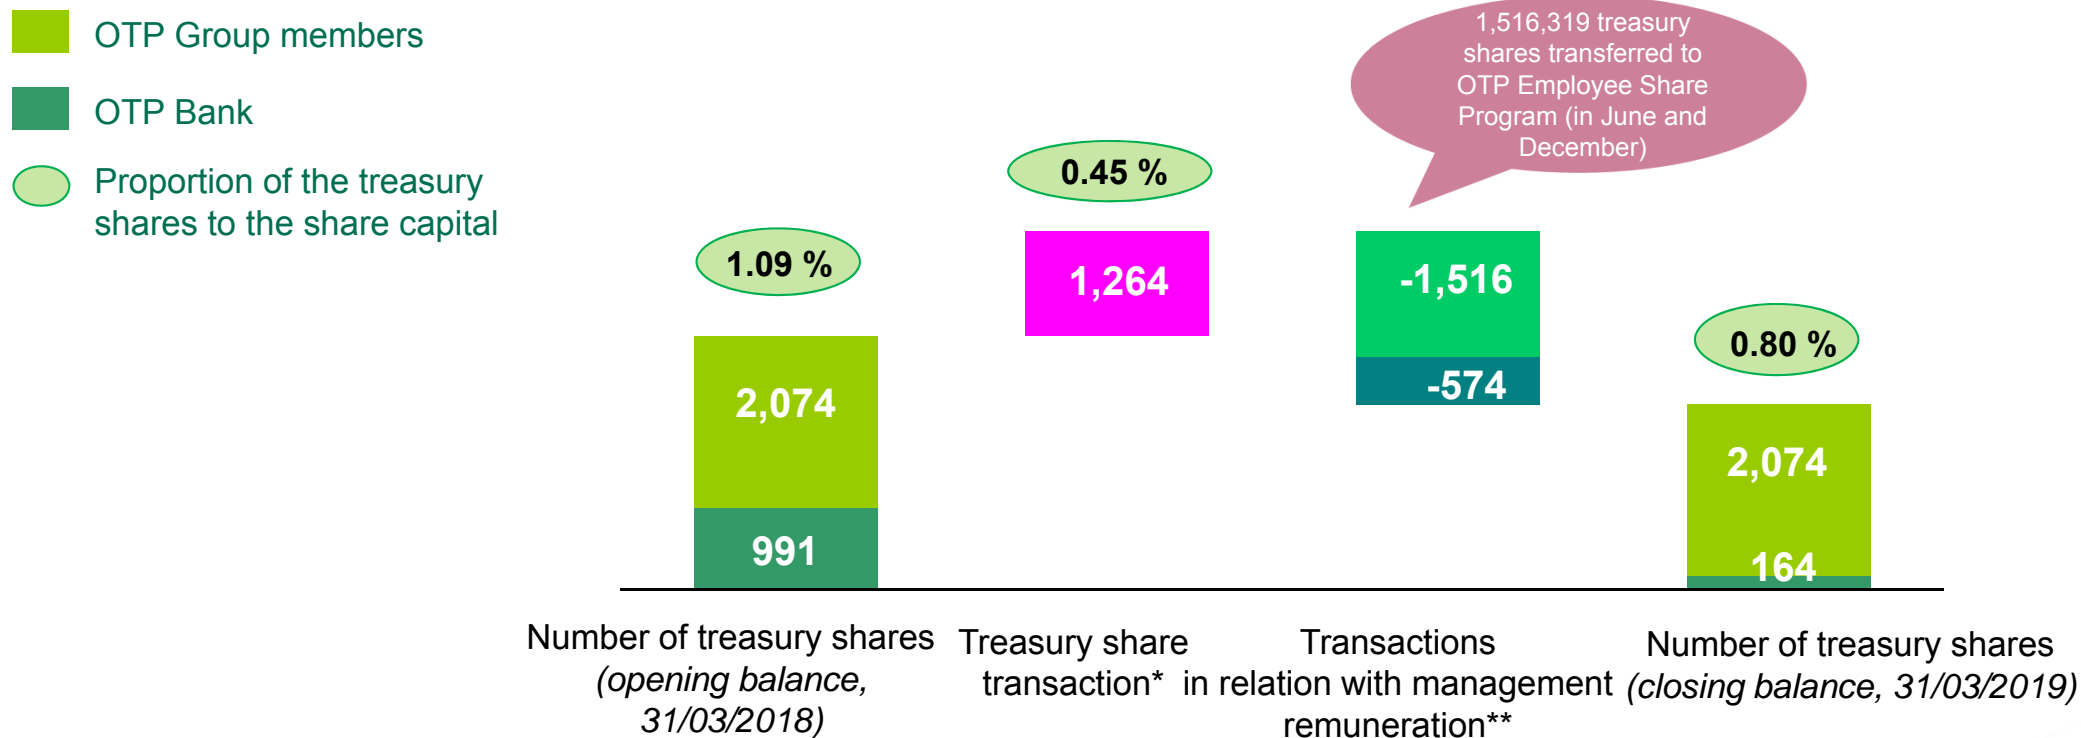 OTP Group members
OTP Bank
Proportion of the treasury
shares to the share capital
1,516,319 treasury
shares transferred to
OTP Employee Share
Program (in June and
December)
1.09 %
0.45 %
0.80 %
2,074
991
1,264
-1,516
-574
2,074
164
Number of treasury shares
(opening balance,
31/03/2018)
Treasury share
transaction*
Transactions
in relation with management
remuneration**
Number of treasury shares
(closing balance, 31/03/2019)